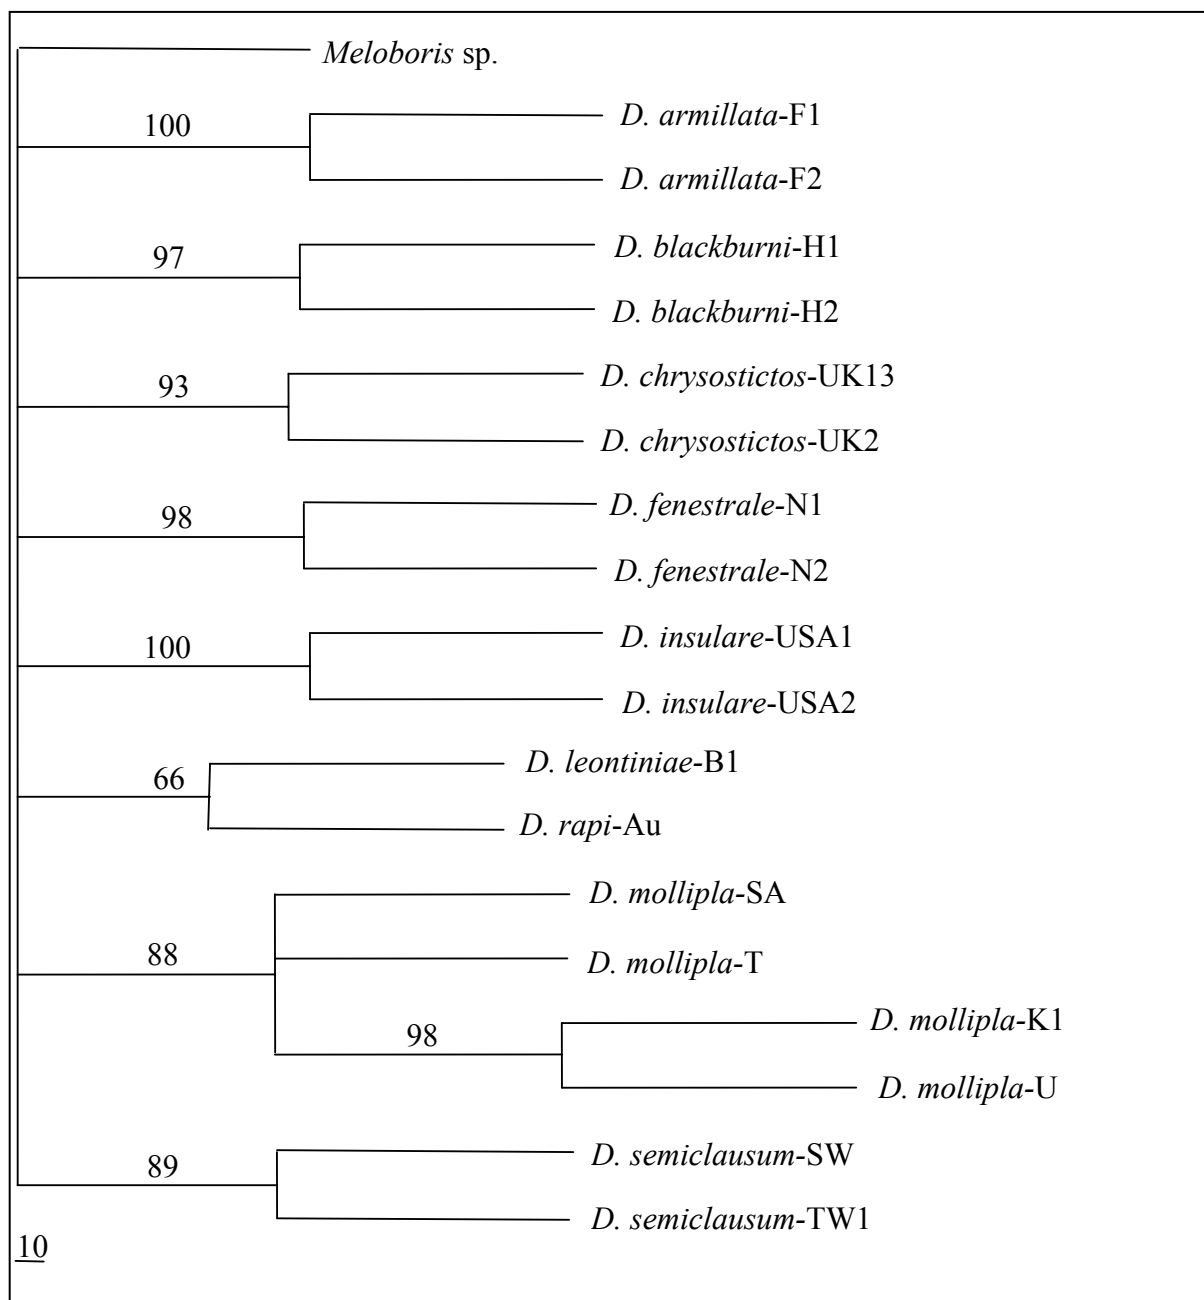 Meloboris sp.
100
D. armillata-F1
D. armillata-F2
97
D. blackburni-H1
D. blackburni-H2
93
D. chrysostictos-UK13
D. chrysostictos-UK2
98
D. fenestrale-N1
D. fenestrale-N2
100
D. insulare-USA1
D. insulare-USA2
66
D. leontiniae-B1
D. rapi-Au
88
D. mollipla-SA
D. mollipla-T
98
D. mollipla-K1
D. mollipla-U
89
D. semiclausum-SW
D. semiclausum-TW1
10